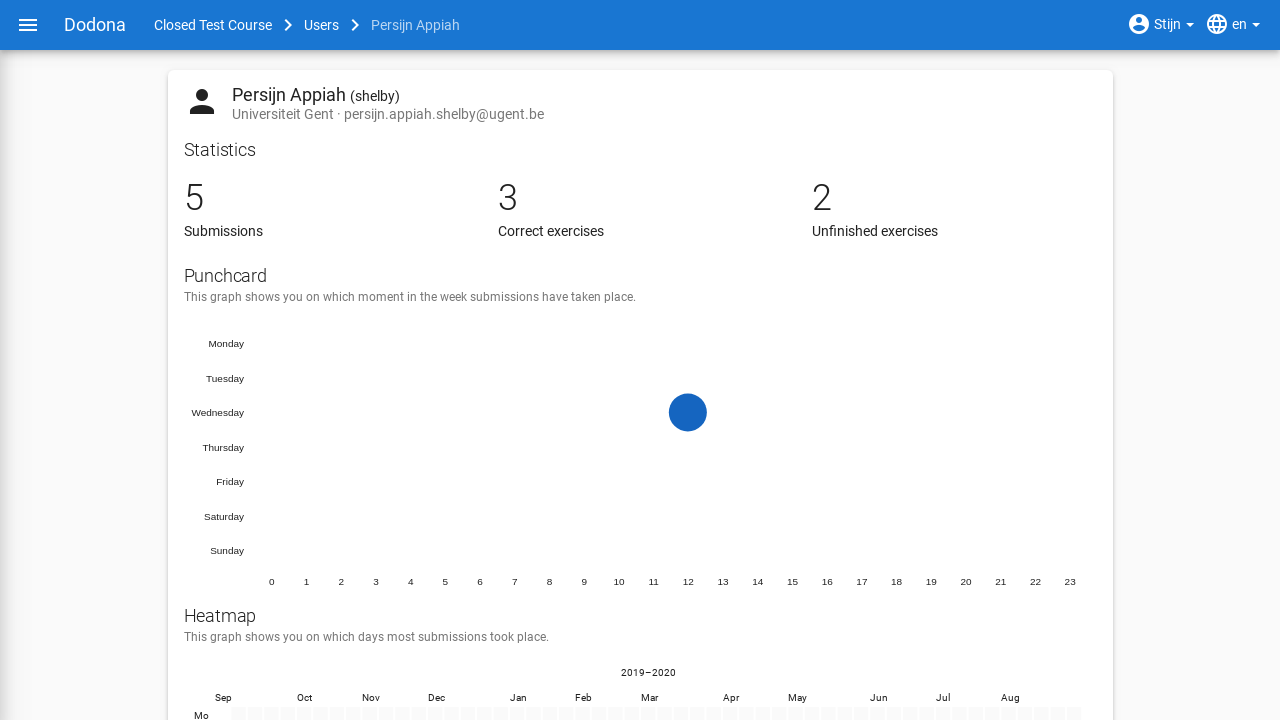 Dodona Closed Test Course Users Persijn Appiah Stijn en
Persijn Appiah (shelby)
Universiteit Gent · persijn.appiah.shelby@ugent.be
Statistics
5 3 2
Submissions Correct exercises Unfinished exercises
Punchcard
This graph shows you on which moment in the week submissions have taken place.
Monday
Tuesday
Wednesday
Thursday
Friday
Saturday
Sunday
0 1 2 3 4 5 6 7 8 9 10 11 12 13 14 15 16 17 18 19 20 21 22 23
Heatmap
This graph shows you on which days most submissions took place.
2019–2020
Sep Oct Nov Dec Jan Feb Mar Apr May Jun Jul Aug
Mo